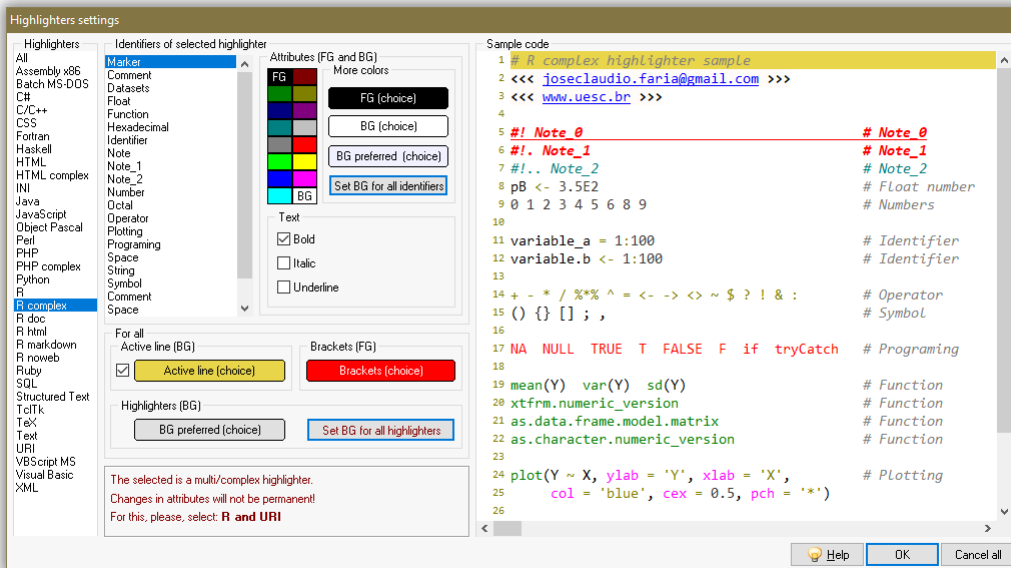 Highlighters settings
Highlighters
All
Assembly x86
Batch MS-DOS
C#
C/C++
CSS
Fortran
Haskell
HTML
HTML complex
INI
Java
JavaScript
Object Pascal
Perl
PHP
PHP complex
Python
R
R complex
R doc
R html
R markdown
R noweb
Ruby
SQL
Structured Text
Tcl/Tk
TeX
Text
URI
VBScript MS
Visual Basic
XML
Identifiers of selected highlighter
Marker
Comment
Datasets
Float
Function
Hexadecimal
Identifier
Note
Note_1
Note_2
Number
Octal
Operator
Plotting
Programing
Space
String
Symbol
Comment
Space
Attributes (FG and BG)
FG
BG
More colors
FG (choice)
BG (choice)
BG preferred (choice)
Set BG for all identifiers
Text
Bold
Italic
Underline
For all
Active line (BG)
Active line (choice)
Brackets (FG)
Brackets (choice)
Highlighters (BG)
BG preferred (choice)
Set BG for all highlighters
The selected is a multi/complex highlighter.
Changes in attributes will not be permanent!
For this, please, select: R and URI
Sample code
1 # R complex highlighter sample
2 <<< joseclaudio.faria@gmail.com >>>
3 <<< www.uesc.br >>>
4
5 #! Note_0 # Note_0
6 #!. Note_1 # Note_1
7 #!.. Note_2 # Note_2
8 pB <- 3.5E2 # Float number
9 0 1 2 3 4 5 6 8 9 # Numbers
10
11 variable_a = 1:100 # Identifier
12 variable.b <- 1:100 # Identifier
13
14 + - * / %*% ^ = <- -> <> ~ $ ? ! & : # Operator
15 () {} [] ; , # Symbol
16
17 NA NULL TRUE T FALSE F if tryCatch # Programing
18
19 mean(Y) var(Y) sd(Y) # Function
20 xtfrm.numeric_version # Function
21 as.data.frame.model.matrix # Function
22 as.character.numeric_version # Function
23
24 plot(Y ~ X, ylab = 'Y', xlab = 'X', # Plotting
25 col = 'blue', cex = 0.5, pch = '*')
26
Help
OK
Cancel all